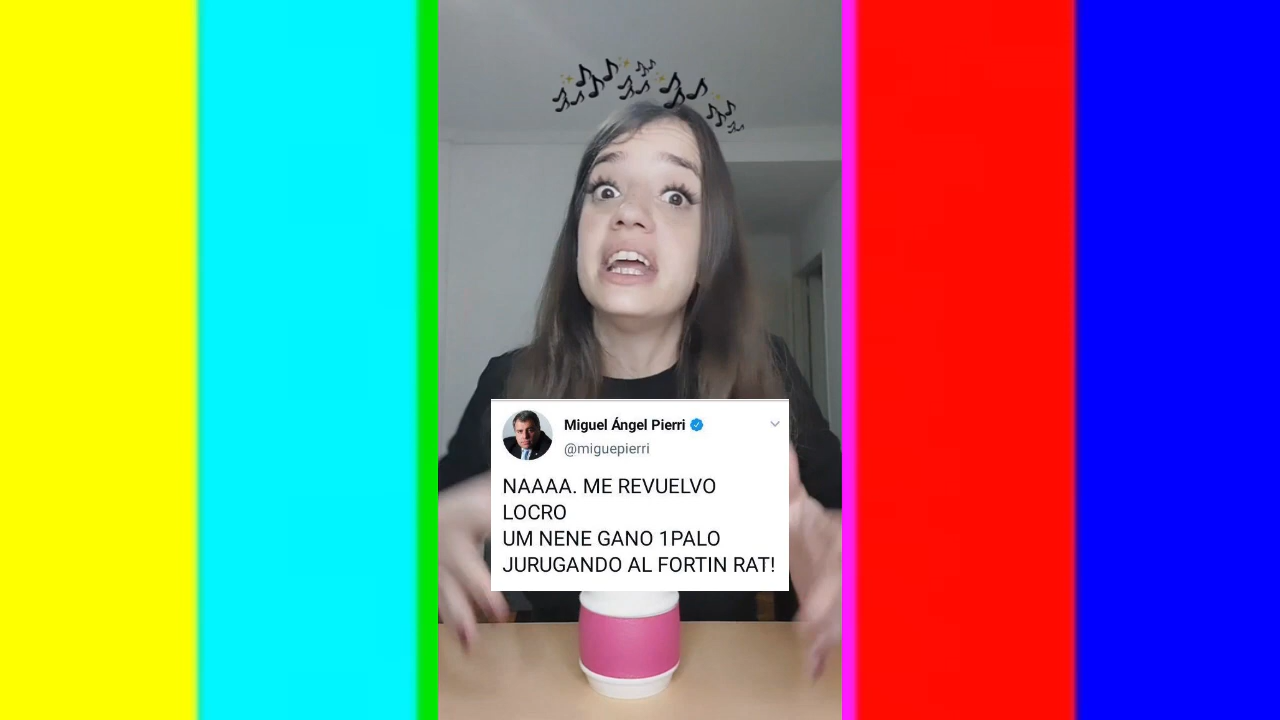 Miguel Ángel Pierri
@miguepierri
NAAAA. ME REVUELVO
LOCRO
UM NENE GANO 1PALO
JURUGANDO AL FORTIN RAT!